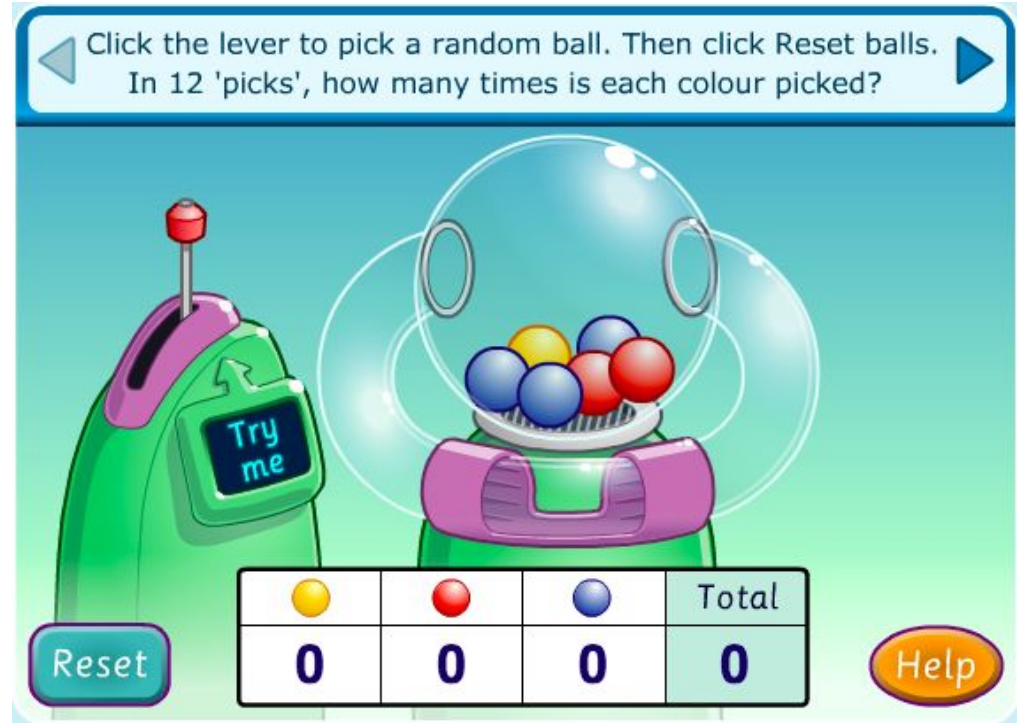 Click the lever to pick a random ball. Then click Reset balls.
In 12 'picks', how many times is each colour picked?
Try
me
Total
0 0 0 0
Reset
Help